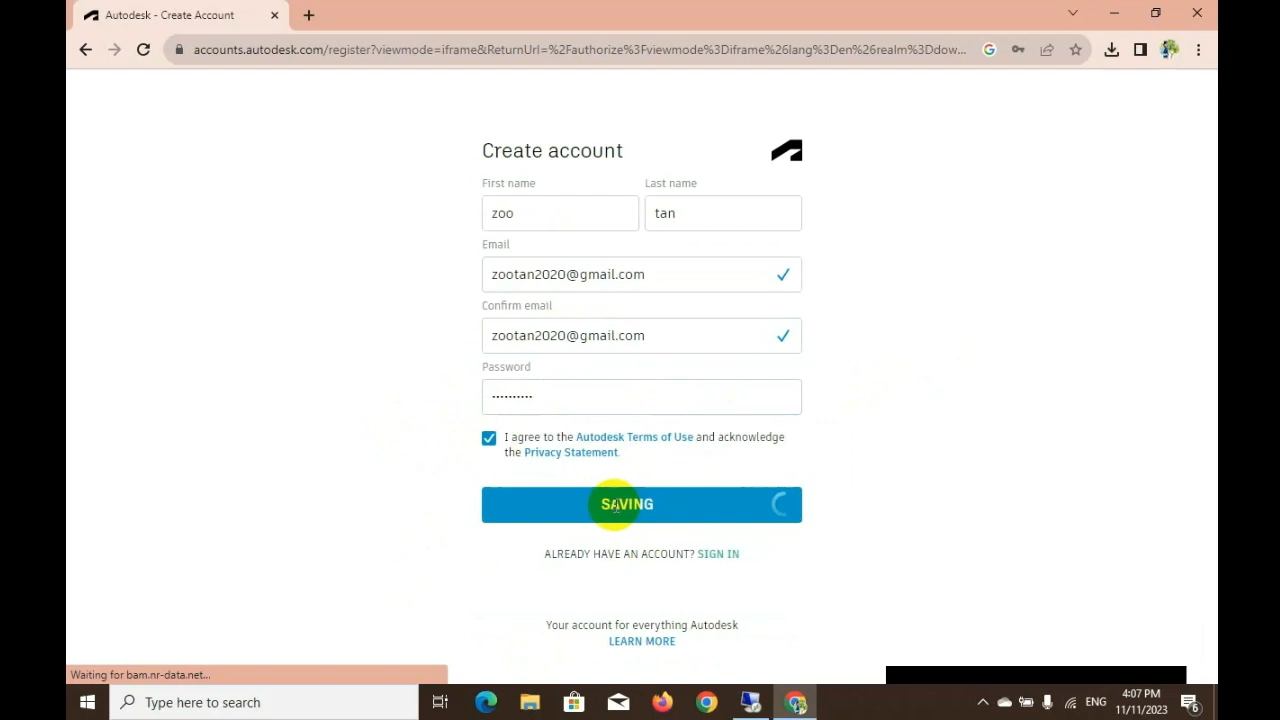 Autodesk - Create Account
accounts.autodesk.com/register?viewmode=iframe&ReturnUrl=%2Fauthorize%3Fviewmode%3Diframe%26lang%3Den%26realm%3Ddow...
Create account
First name
Last name
zoo
tan
Email
zootan2020@gmail.com
Confirm email
zootan2020@gmail.com
Password
I agree to the Autodesk Terms of Use and acknowledge
the Privacy Statement.
SAVING
ALREADY HAVE AN ACCOUNT? SIGN IN
Your account for everything Autodesk
LEARN MORE
Waiting for bam.nr-data.net...
Type here to search
ENG
4:07 PM
11/11/2023
6